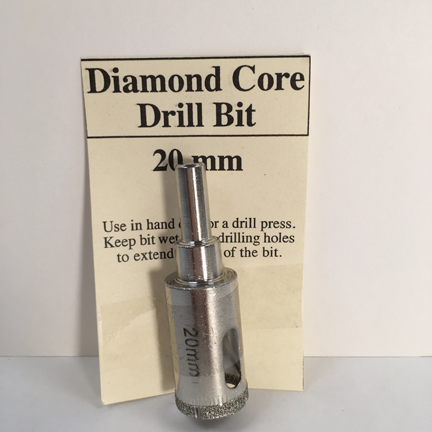 Diamond Core
Drill Bit
20 mm
Use in hand or a drill press.
Keep bit wet drilling holes
to extend of the bit.
20mm